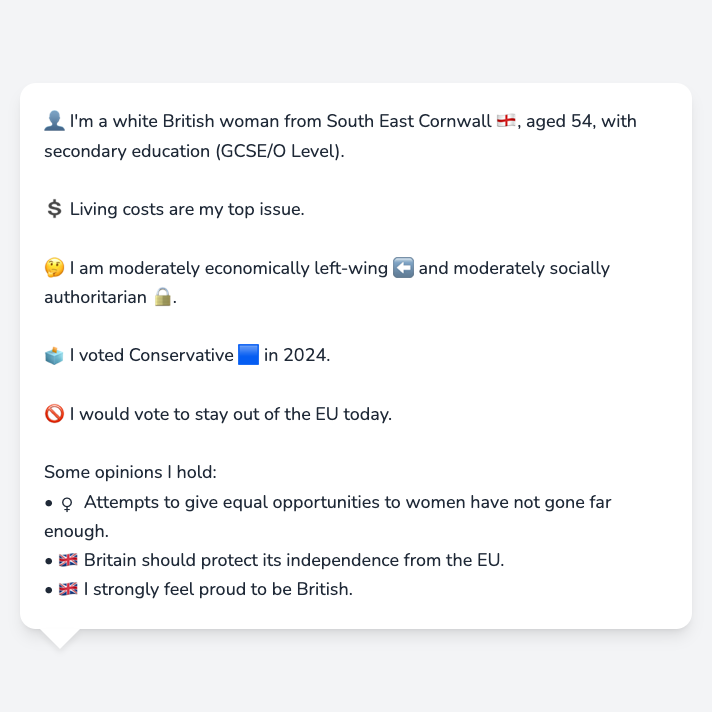 👤 I'm a white British woman from South East Cornwall 🏴󠁧󠁢󠁥󠁮󠁧󠁿, aged 54, with
secondary education (GCSE/O Level).
💲 Living costs are my top issue.
🤔 I am moderately economically left-wing ⬅️ and moderately socially
authoritarian 🔒.
🗳️ I voted Conservative 🟦 in 2024.
🚫 I would vote to stay out of the EU today.
Some opinions I hold:
• ♀ Attempts to give equal opportunities to women have not gone far
enough.
• 🇬🇧 Britain should protect its independence from the EU.
• 🇬🇧 I strongly feel proud to be British.